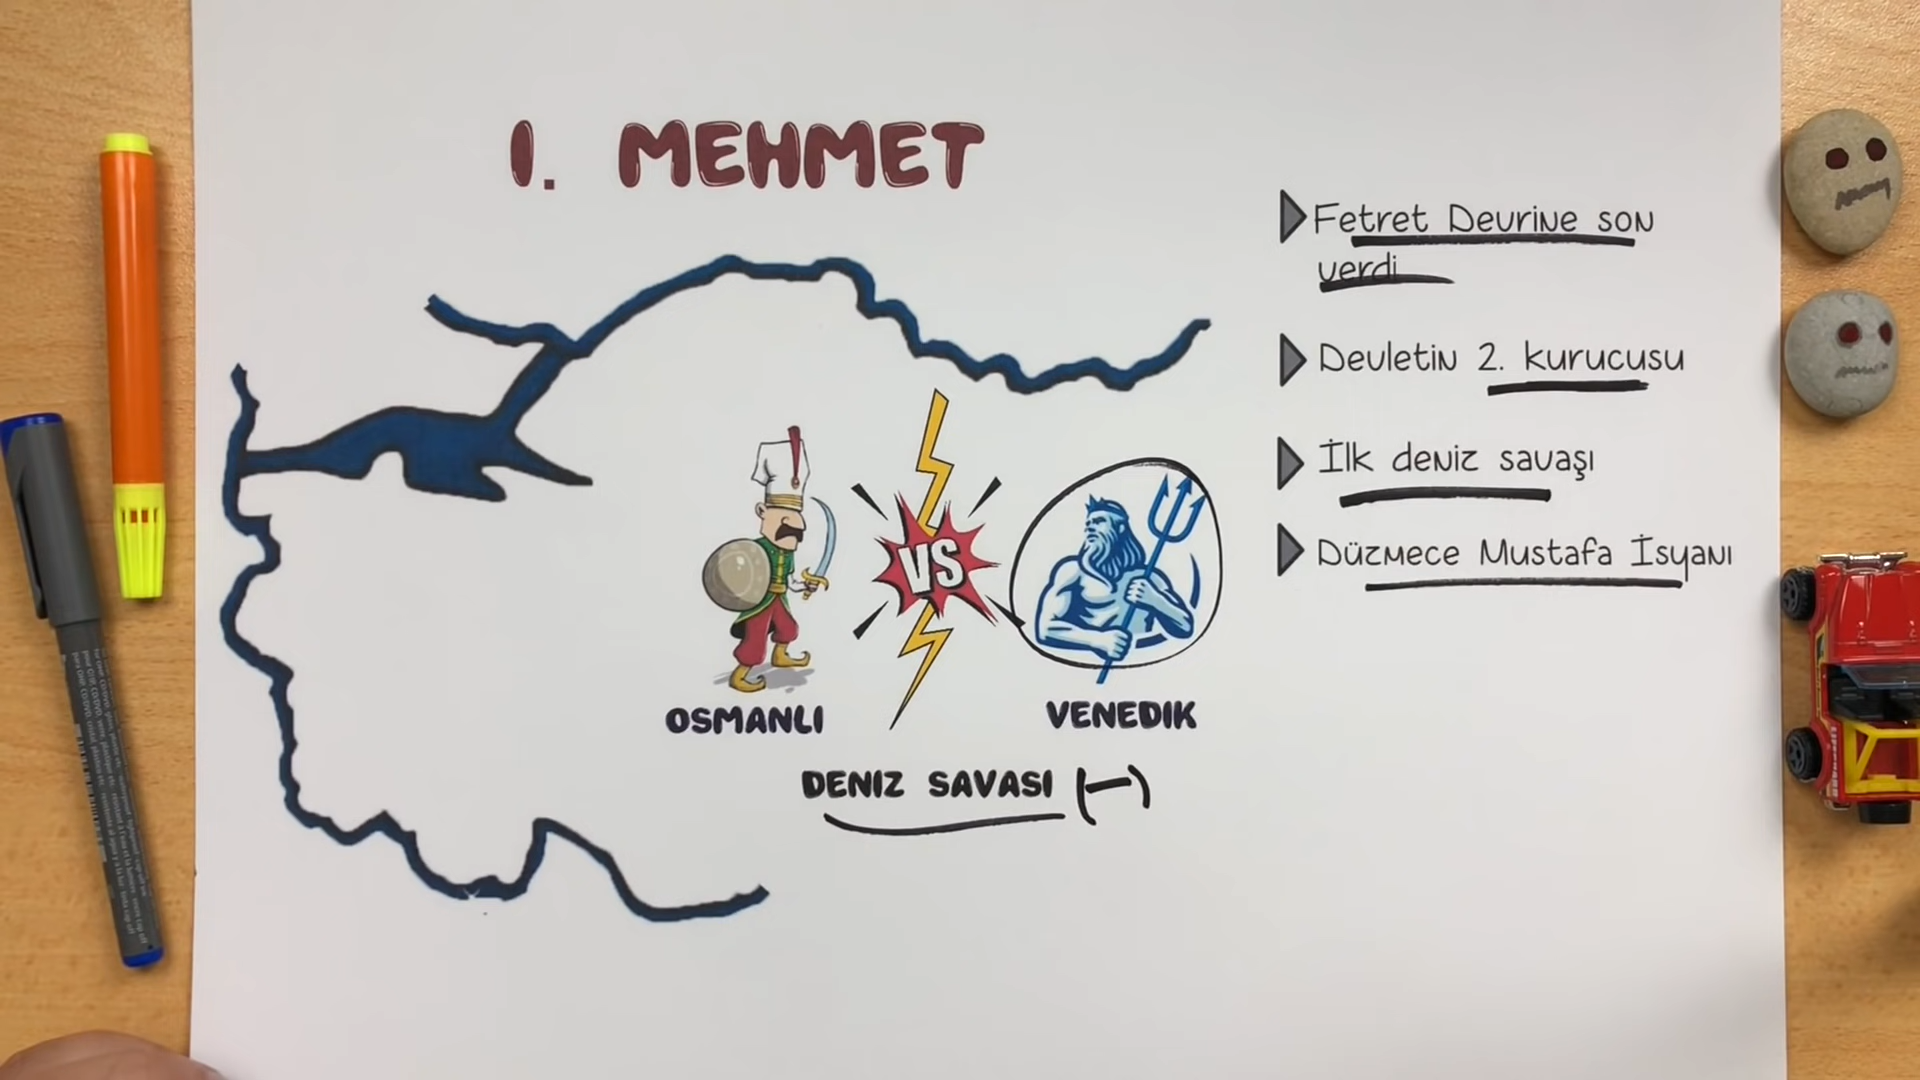 I. MEHMET
Fetret Devrine son
verdi
Devletin 2. kurucusu
İlk deniz savaşı
Düzmece Mustafa İsyanı
VS
OSMANLI
VENEDIK
DENIZ SAVASI (-)